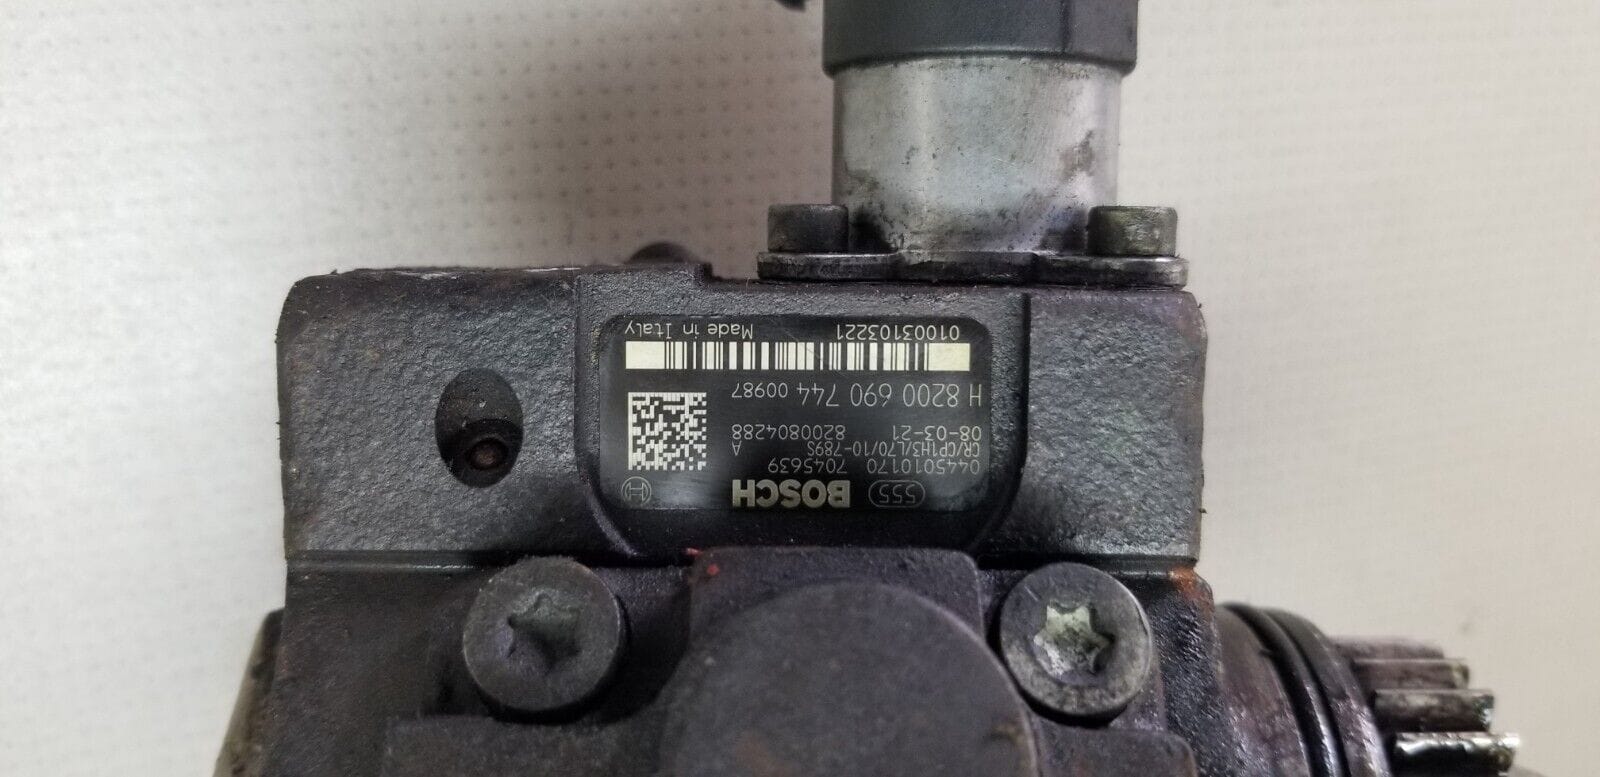 555 BOSCH
0445010170 7045639
CR/CP1H3/L70/10-789S A
08-03-21 8200804288
H 8200 690 744 00987
01003103221 Made in Italy